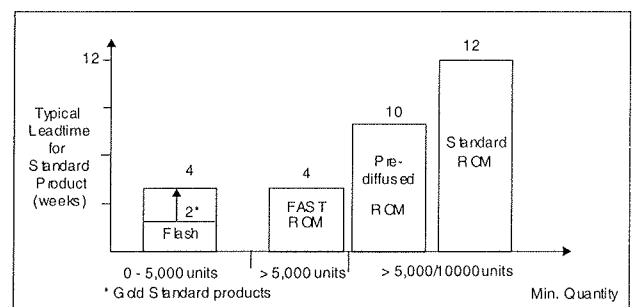 12
12
10
Typical
Leadtime
for
Standard
Product
(weeks)
4
2*
Flash
4
FAST
ROM
Pre-
diffused
ROM
Standard
ROM
0 - 5,000 units
> 5,000 units
> 5,000/10000 units
* Gold Standard products
Min. Quantity